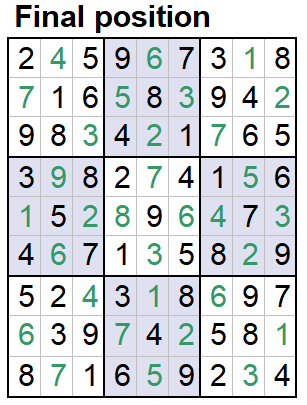 Final position
2 4 5 9 6 7 3 1 8
7 1 6 5 8 3 9 4 2
9 8 3 4 2 1 7 6 5
3 9 8 2 7 4 1 5 6
1 5 2 8 9 6 4 7 3
4 6 7 1 3 5 8 2 9
5 2 4 3 1 8 6 9 7
6 3 9 7 4 2 5 8 1
8 7 1 6 5 9 2 3 4